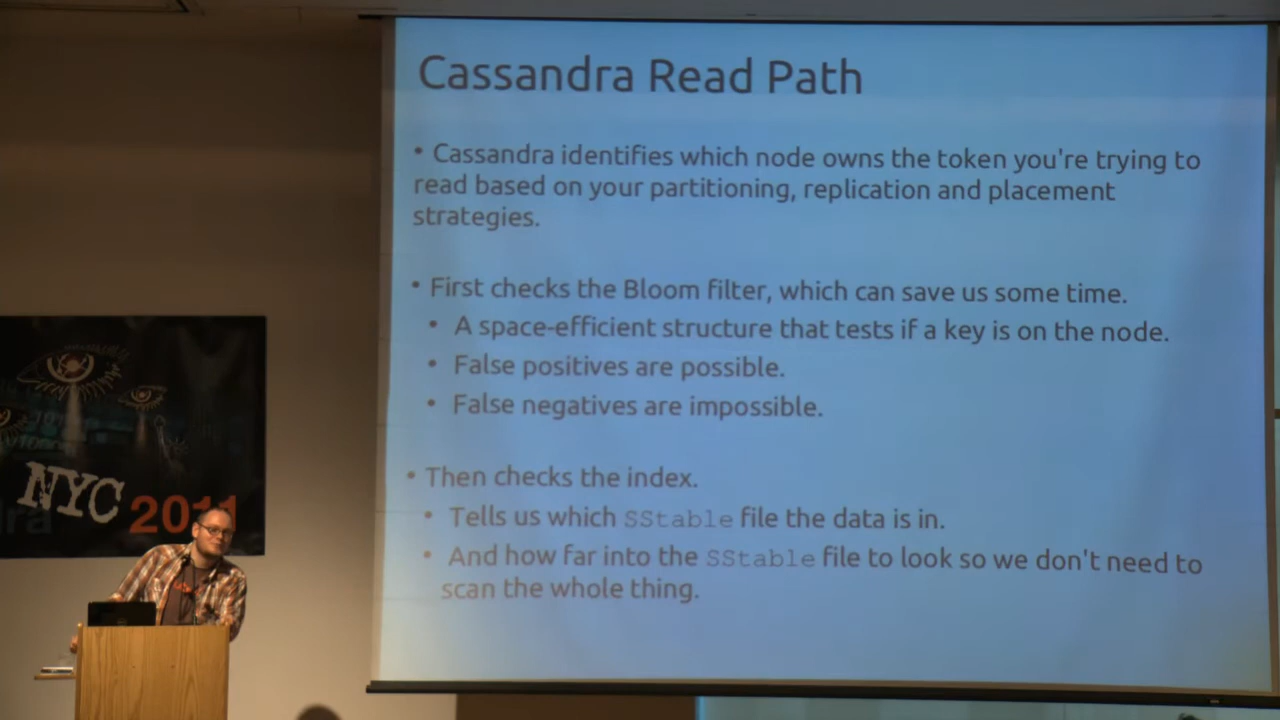 Cassandra Read Path
• Cassandra identifies which node owns the token you're trying to
read based on your partitioning, replication and placement
strategies.
• First checks the Bloom filter, which can save us some time.
• A space-efficient structure that tests if a key is on the node.
• False positives are possible.
• False negatives are impossible.
• Then checks the index.
• Tells us which SStable file the data is in.
• And how far into the SStable file to look so we don't need to
scan the whole thing.
NYC
2011